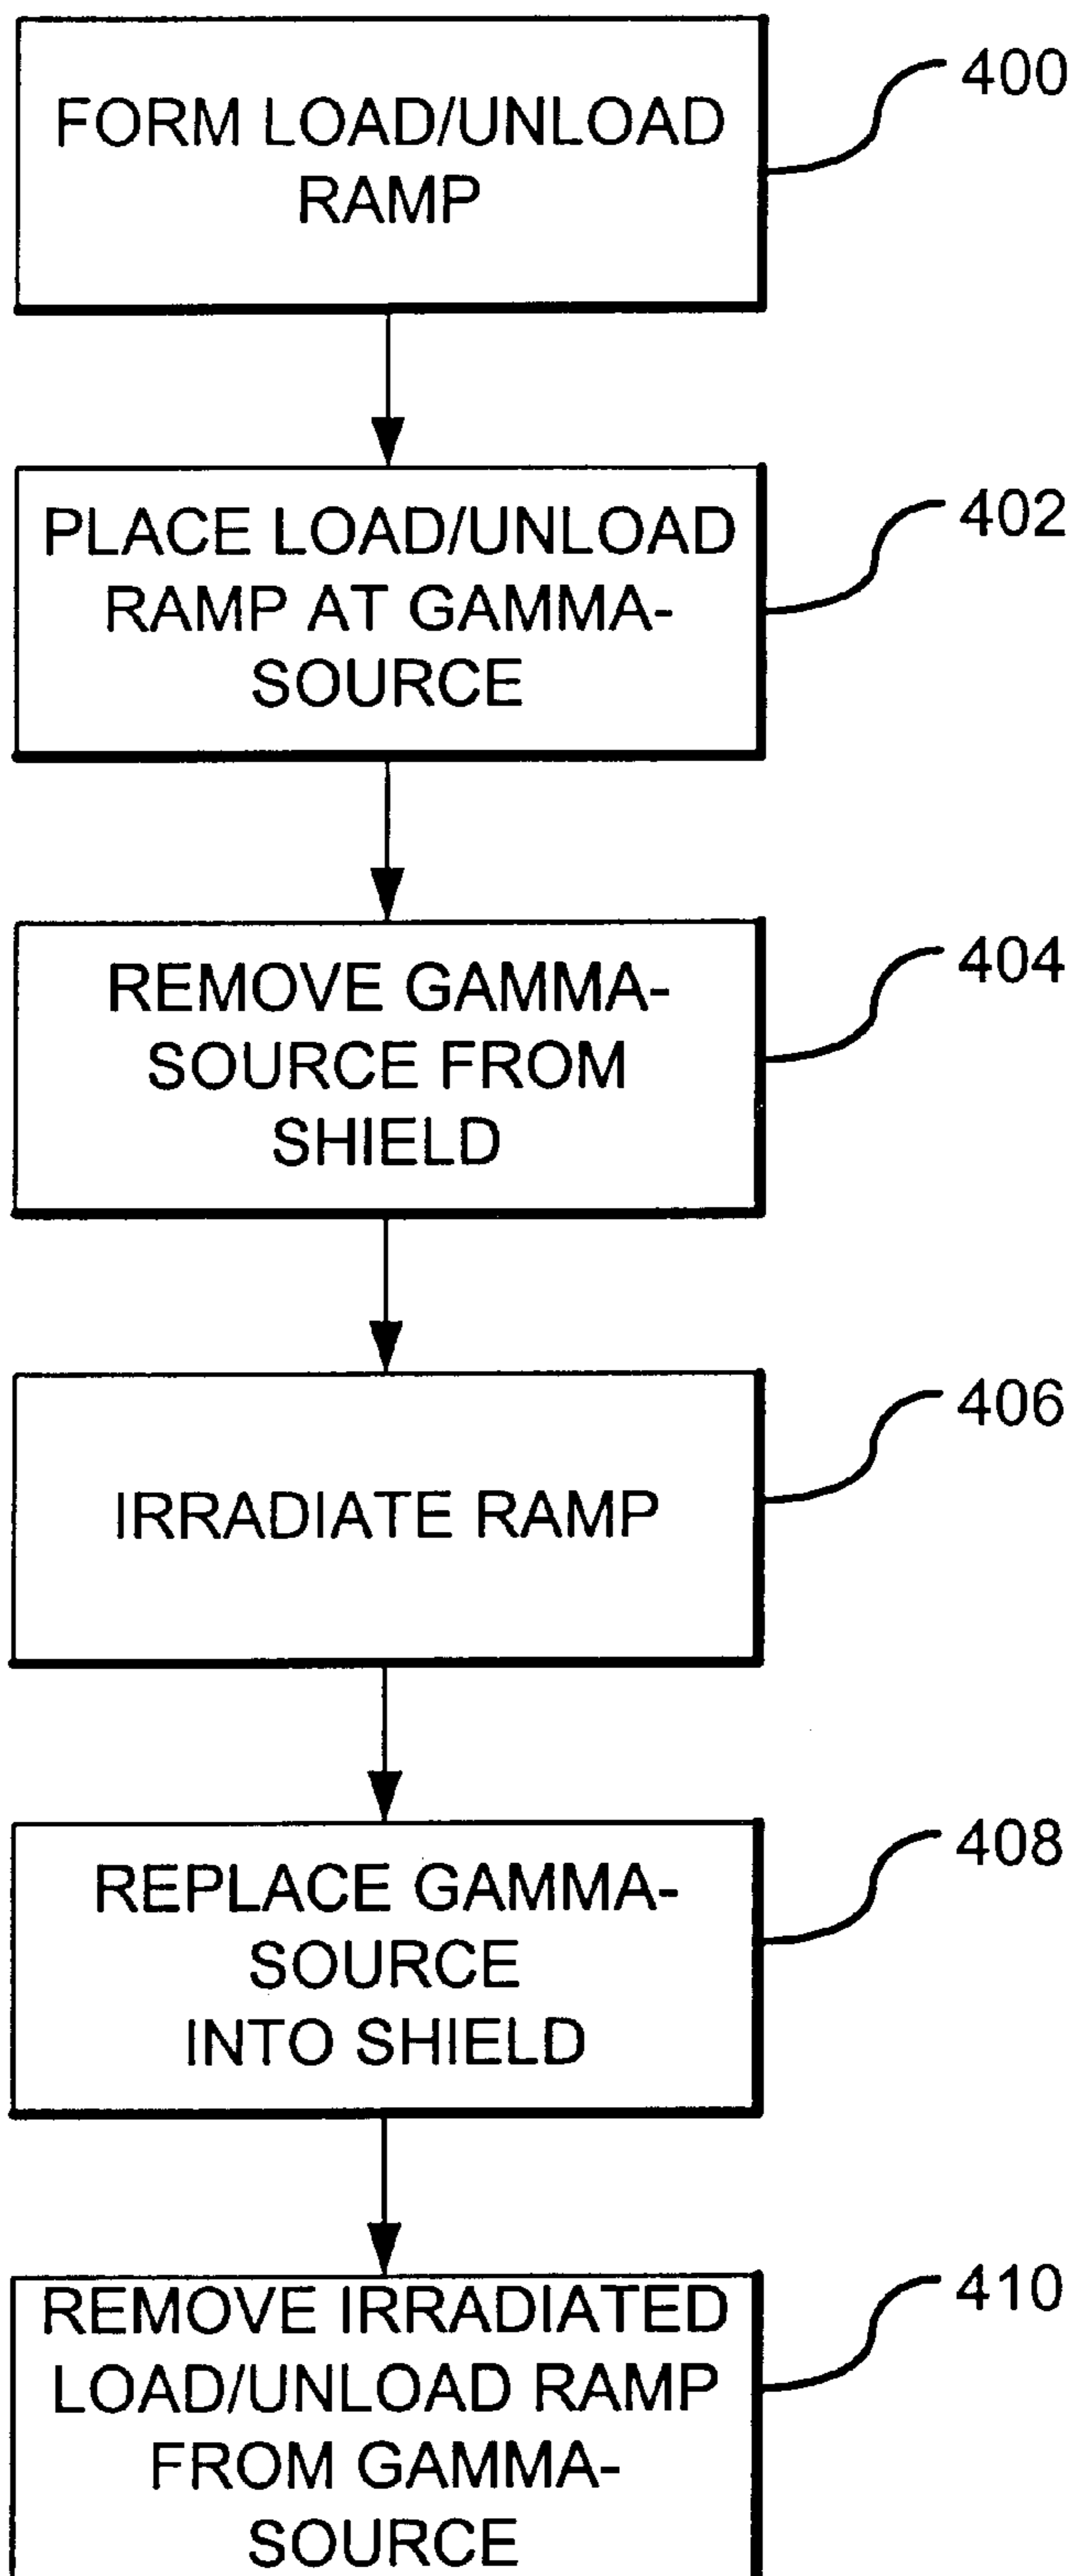 FORM LOAD/UNLOAD
RAMP
400
PLACE LOAD/UNLOAD
RAMP AT GAMMA-
SOURCE
402
REMOVE GAMMA-
SOURCE FROM
SHIELD
404
IRRADIATE RAMP
406
REPLACE GAMMA-
SOURCE
INTO SHIELD
408
REMOVE IRRADIATED
LOAD/UNLOAD RAMP
FROM GAMMA-
SOURCE
410